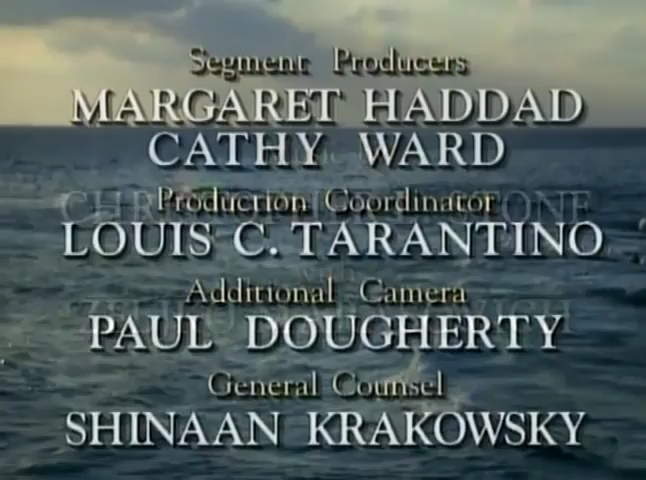 Segment Producers
MARGARET HADDAD
CATHY WARD
Production Coordinator
LOUIS C. TARANTINO
Additional Camera
PAUL DOUGHERTY
General Counsel
SHINAAN KRAKOWSKY